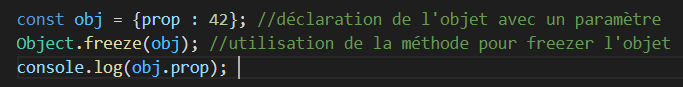 const obj = {prop : 42}; //déclaration de l'objet avec un paramètre
Object.freeze(obj); //utilisation de la méthode pour freezer l'objet
console.log(obj.prop);